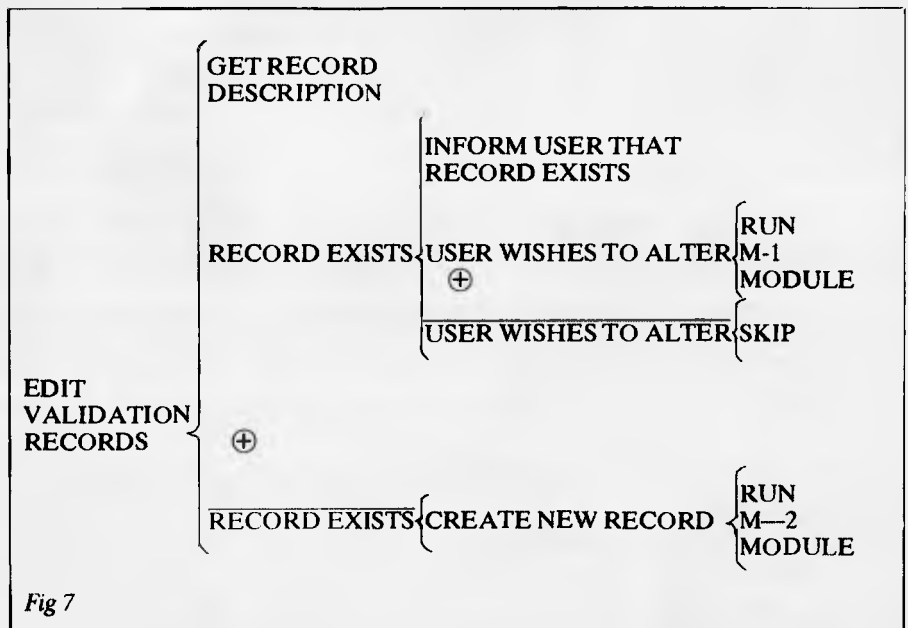 GET RECORD
DESCRIPTION
INFORM USER THAT
RECORD EXISTS
RECORD EXISTS
USER WISHES TO ALTER
RUN
M-1
MODULE
⊕
USER WISHES TO ALTER
SKIP
EDIT
VALIDATION
RECORDS
⊕
RECORD EXISTS
CREATE NEW RECORD
RUN
M—2
MODULE
Fig 7